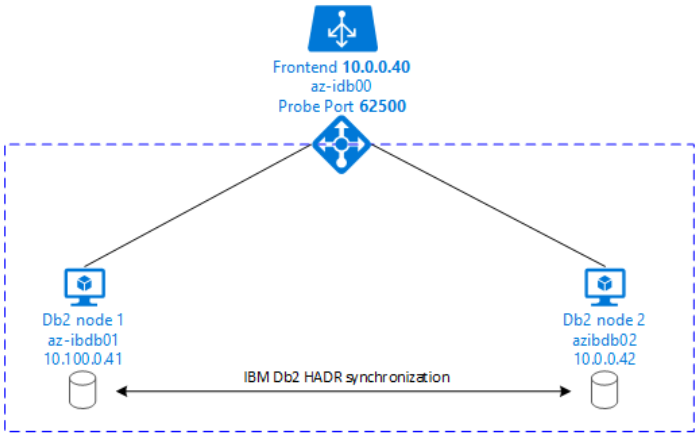 Frontend 10.0.0.40
az-idb00
Probe Port 62500
Db2 node 1
az-ibdb01
10.100.0.41
Db2 node 2
azibdb02
10.0.0.42
IBM Db2 HADR synchronization